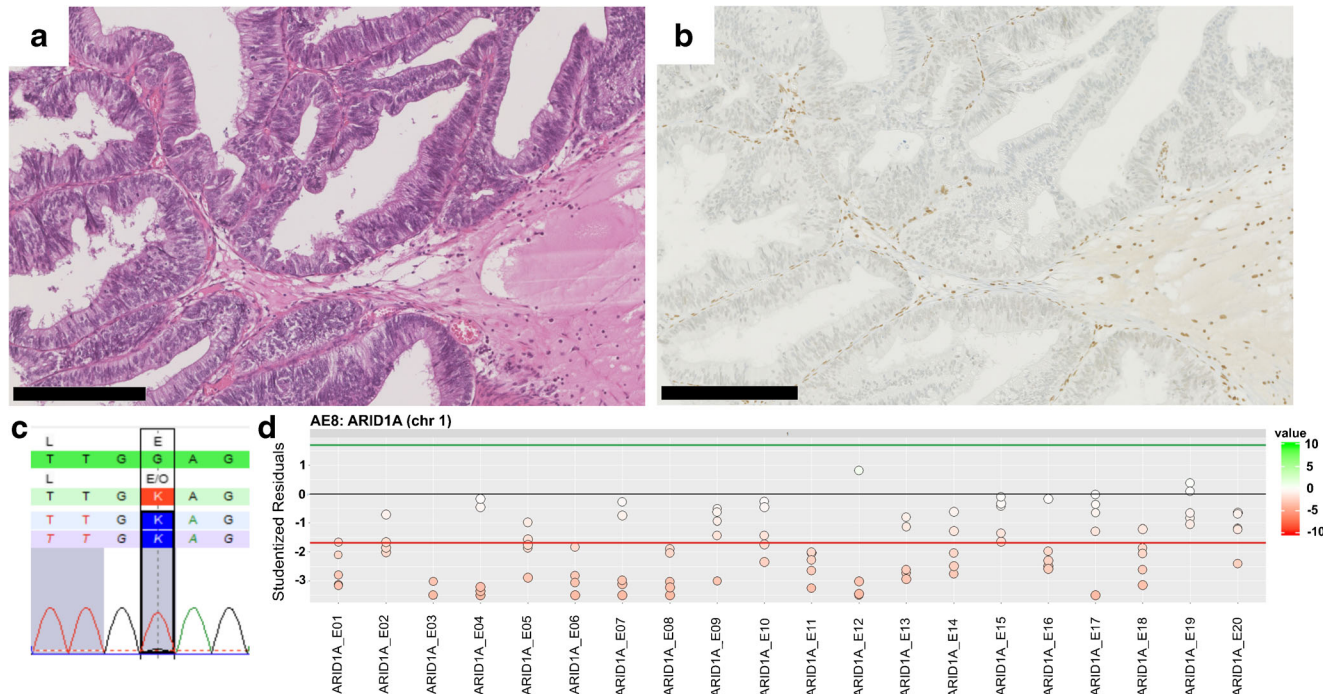 a
b
c
L E
T T G G A G
L E/O
T T G K A G
T T G K A G
T T G K A G
d
AE8: ARID1A (chr 1)
Studentized Residuals
1
0
-1
-2
-3
ARID1A_E01
ARID1A_E02
ARID1A_E03
ARID1A_E04
ARID1A_E05
ARID1A_E06
ARID1A_E07
ARID1A_E08
ARID1A_E09
ARID1A_E10
ARID1A_E11
ARID1A_E12
ARID1A_E13
ARID1A_E14
ARID1A_E15
ARID1A_E16
ARID1A_E17
ARID1A_E18
ARID1A_E19
ARID1A_E20
value
10
5
0
-5
-10